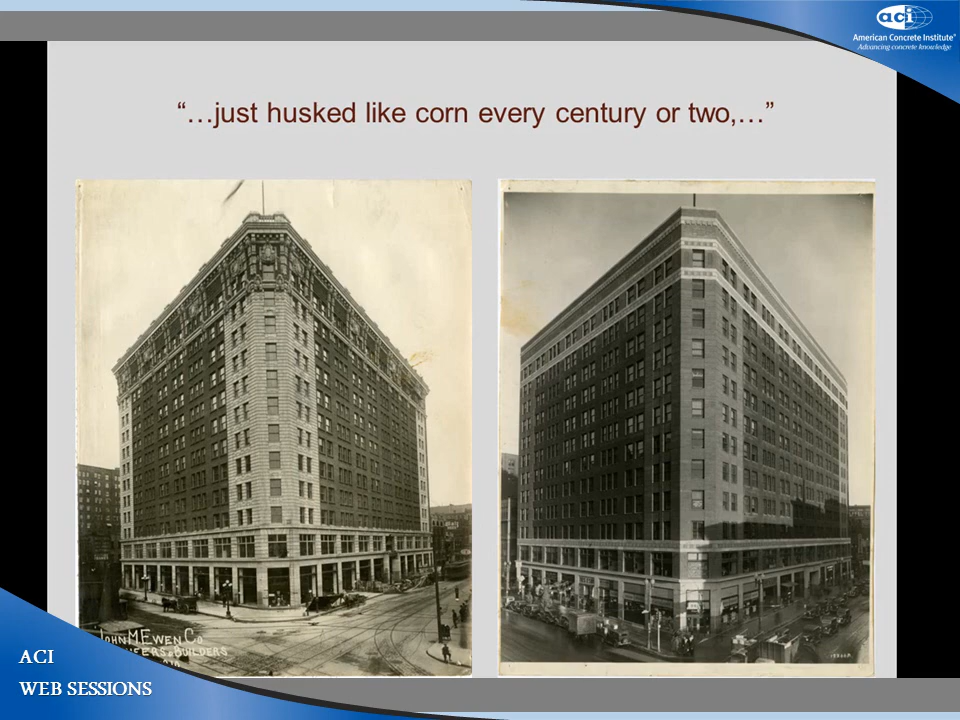 aci
American Concrete Institute®
Advancing concrete knowledge
“…just husked like corn every century or two,…”
JOHN M EWEN CO
BUILDERS
ACI
WEB SESSIONS